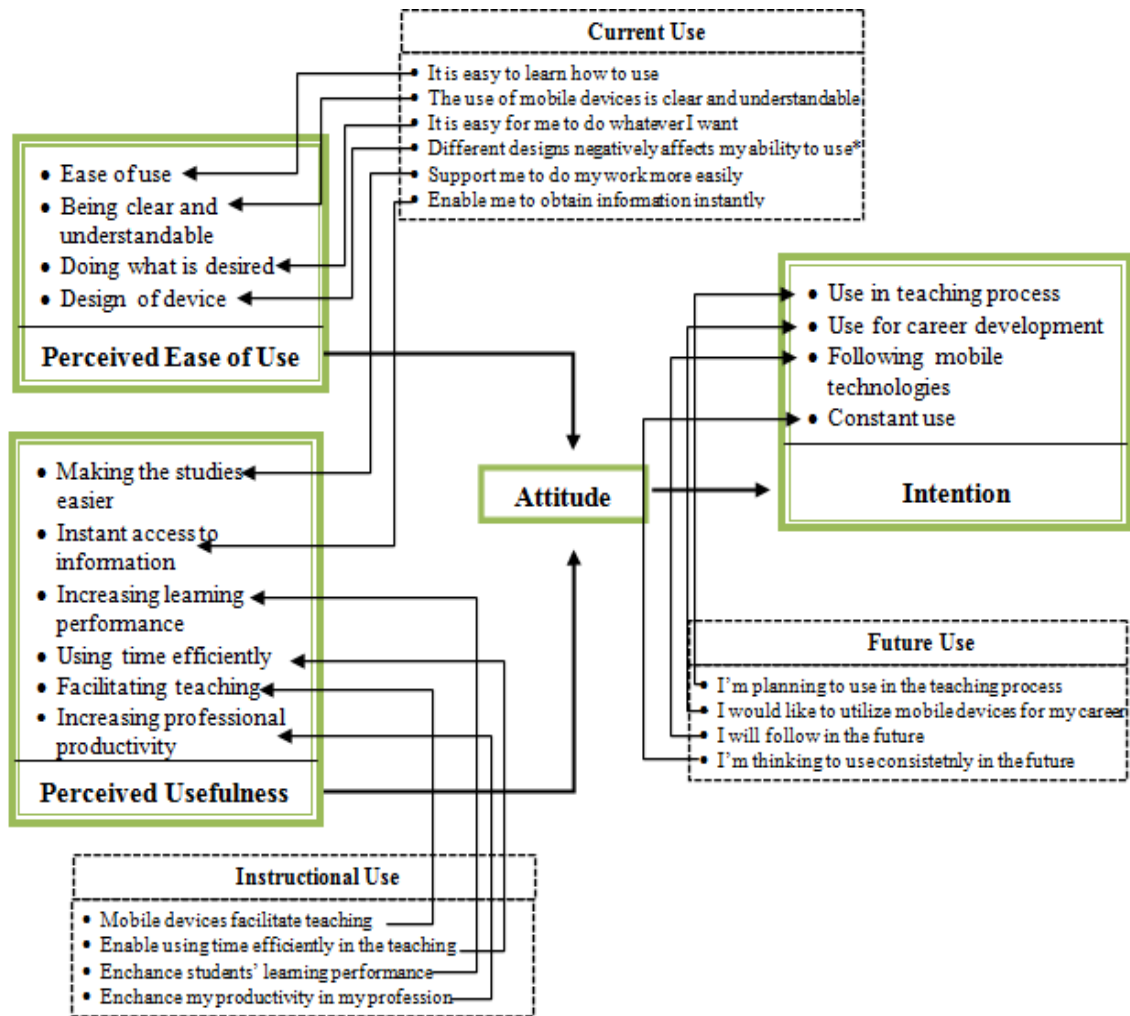 Current Use
• It is easy to learn how to use
• The use of mobile devices is clear and understandable
• It is easy for me to do whatever I want
• Different designs negatively affects my ability to use*
• Support me to do my work more easily
• Enable me to obtain information instantly
• Ease of use
• Being clear and
understandable
• Doing what is desired
• Design of device
Perceived Ease of Use
• Use in teaching process
• Use for career development
• Following mobile
technologies
• Constant use
Intention
Attitude
• Making the studies
easier
• Instant access to
information
• Increasing learning
performance
• Using time efficiently
• Facilitating teaching
• Increasing professional
productivity
Perceived Usefulness
Future Use
• I'm planning to use in the teaching process
• I would like to utilize mobile devices for my career
• I will follow in the future
• I'm thinking to use consistetnly in the future
Instructional Use
• Mobile devices facilitate teaching
• Enable using time efficiently in the teaching
• Enchance students' learning performance
• Enchance my productivity in my profession